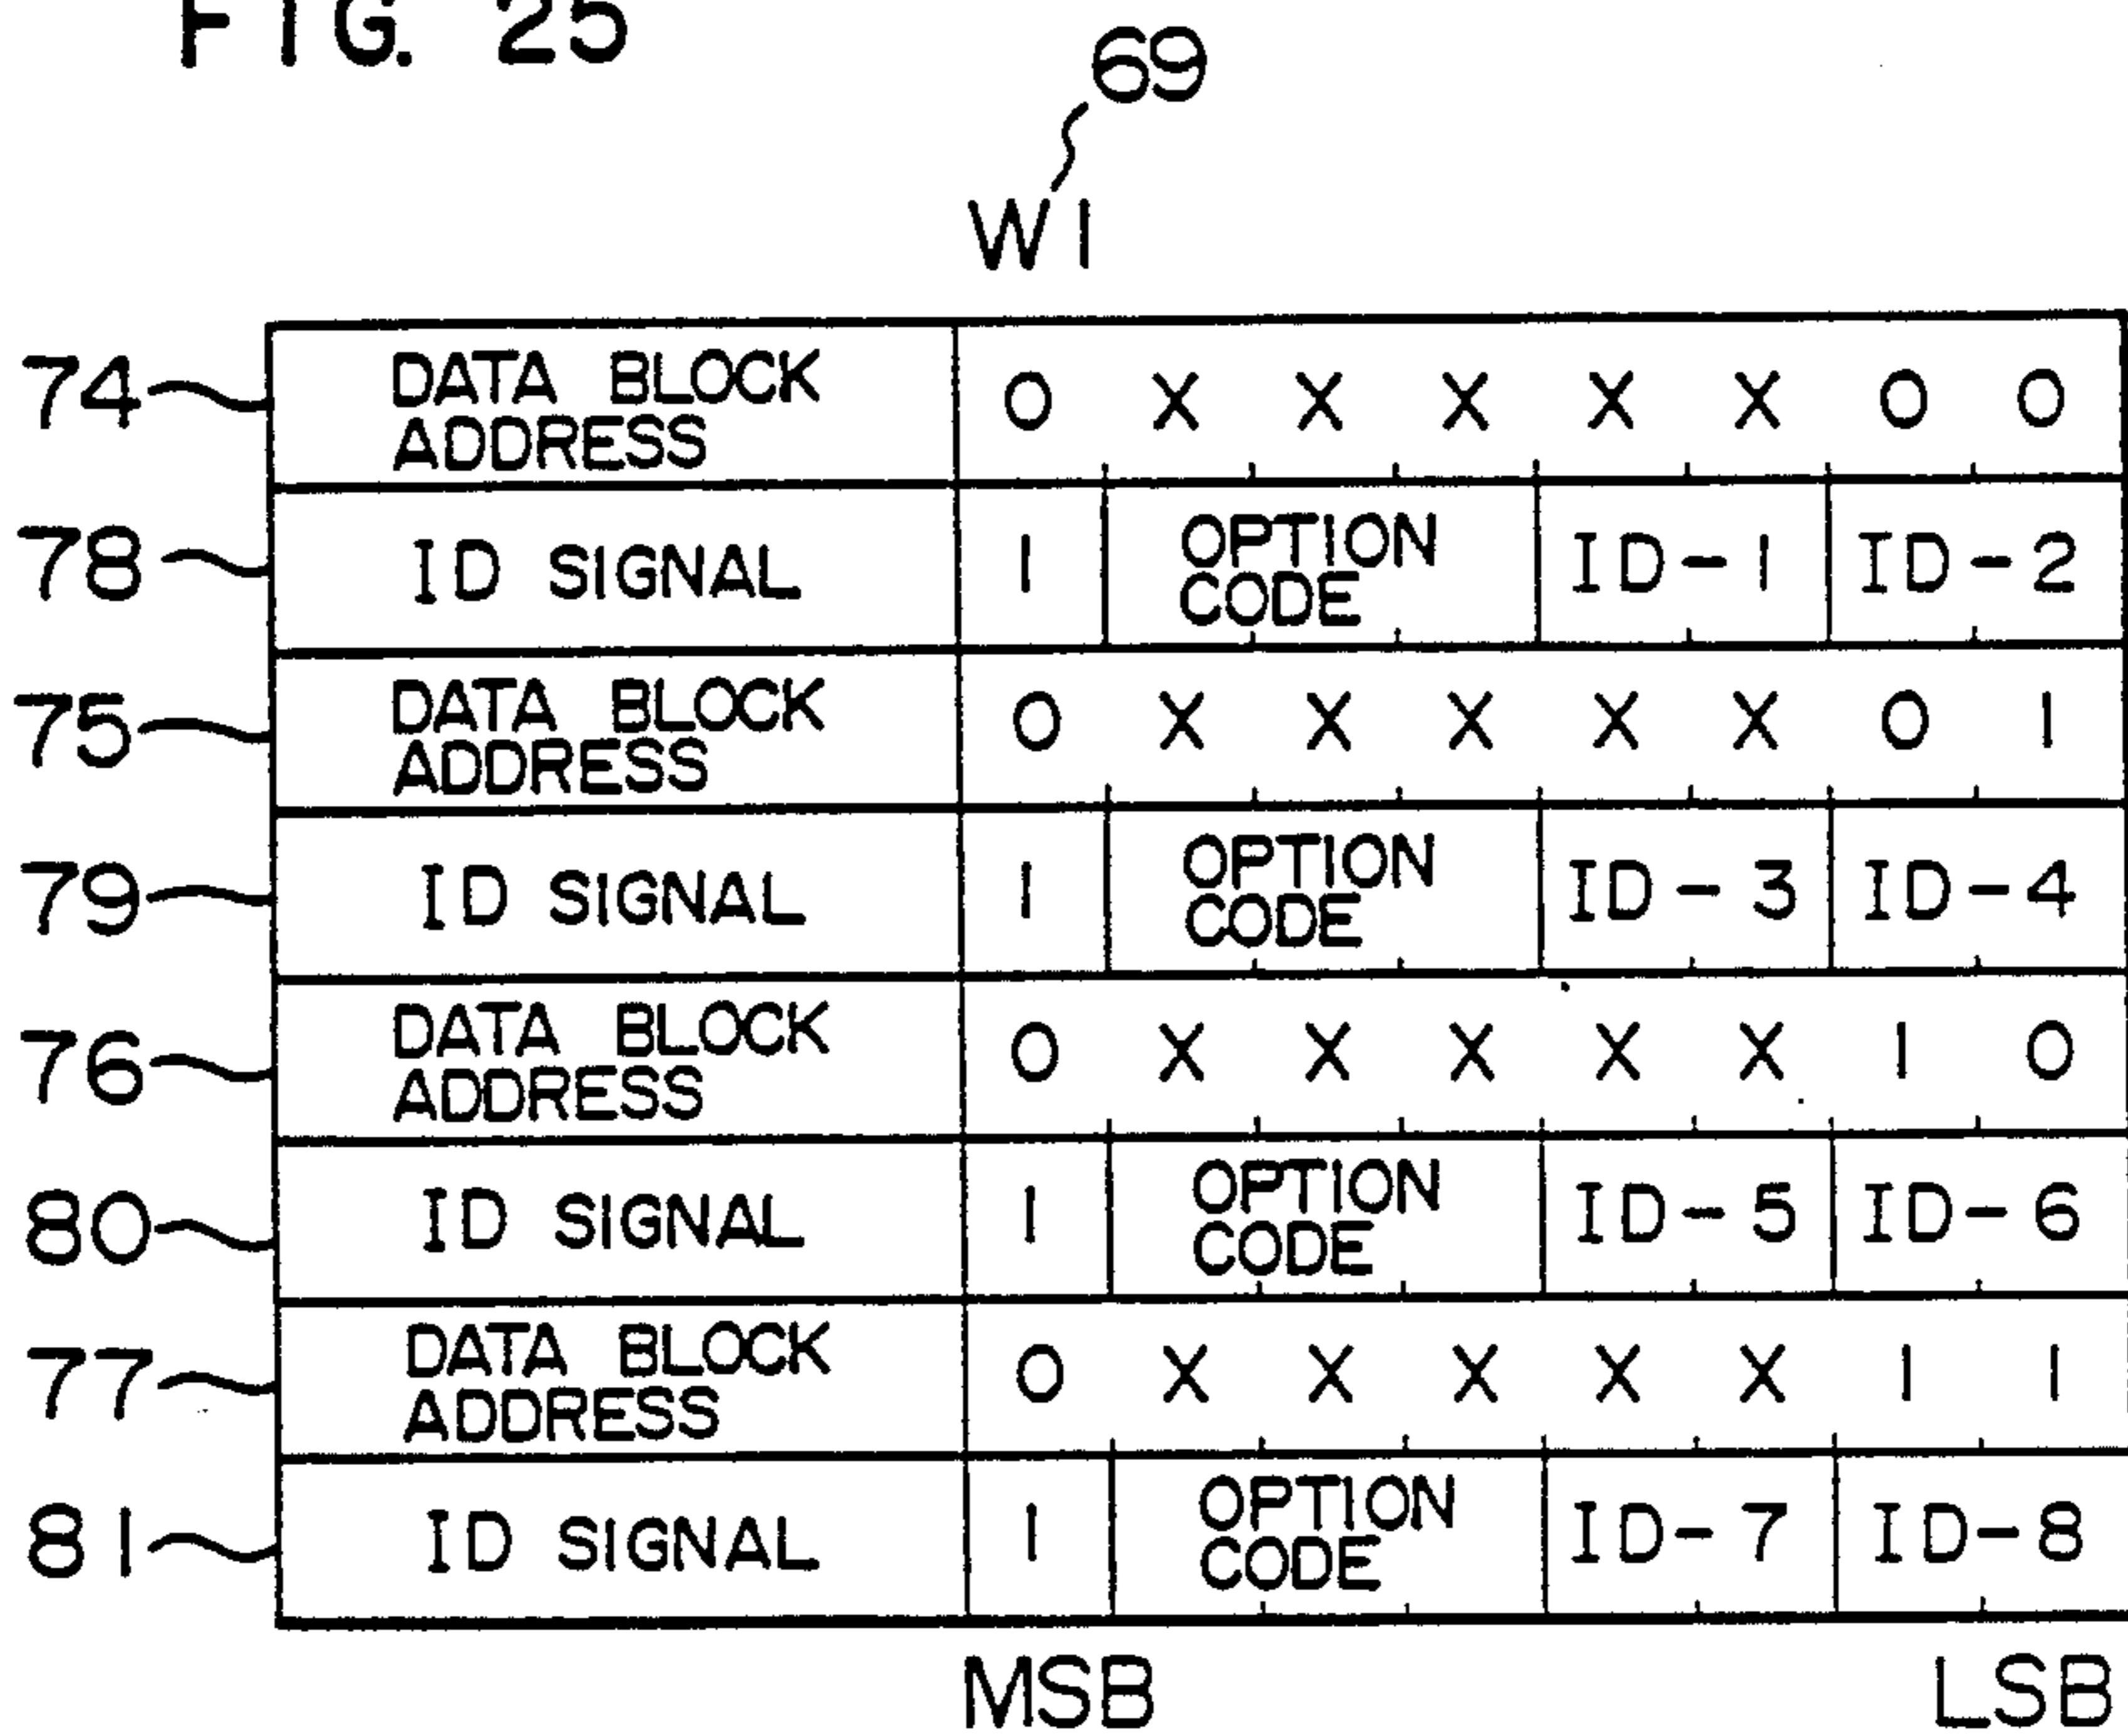 FIG. 25
69
W1
74 DATA BLOCK ADDRESS 0 X X X X X 0 0
78 ID SIGNAL 1 OPTION CODE ID-1 ID-2
75 DATA BLOCK ADDRESS 0 X X X X X 0 1
79 ID SIGNAL 1 OPTION CODE ID-3 ID-4
76 DATA BLOCK ADDRESS 0 X X X X X 1 0
80 ID SIGNAL 1 OPTION CODE ID-5 ID-6
77 DATA BLOCK ADDRESS 0 X X X X X 1 1
81 ID SIGNAL 1 OPTION CODE ID-7 ID-8
MSB LSB